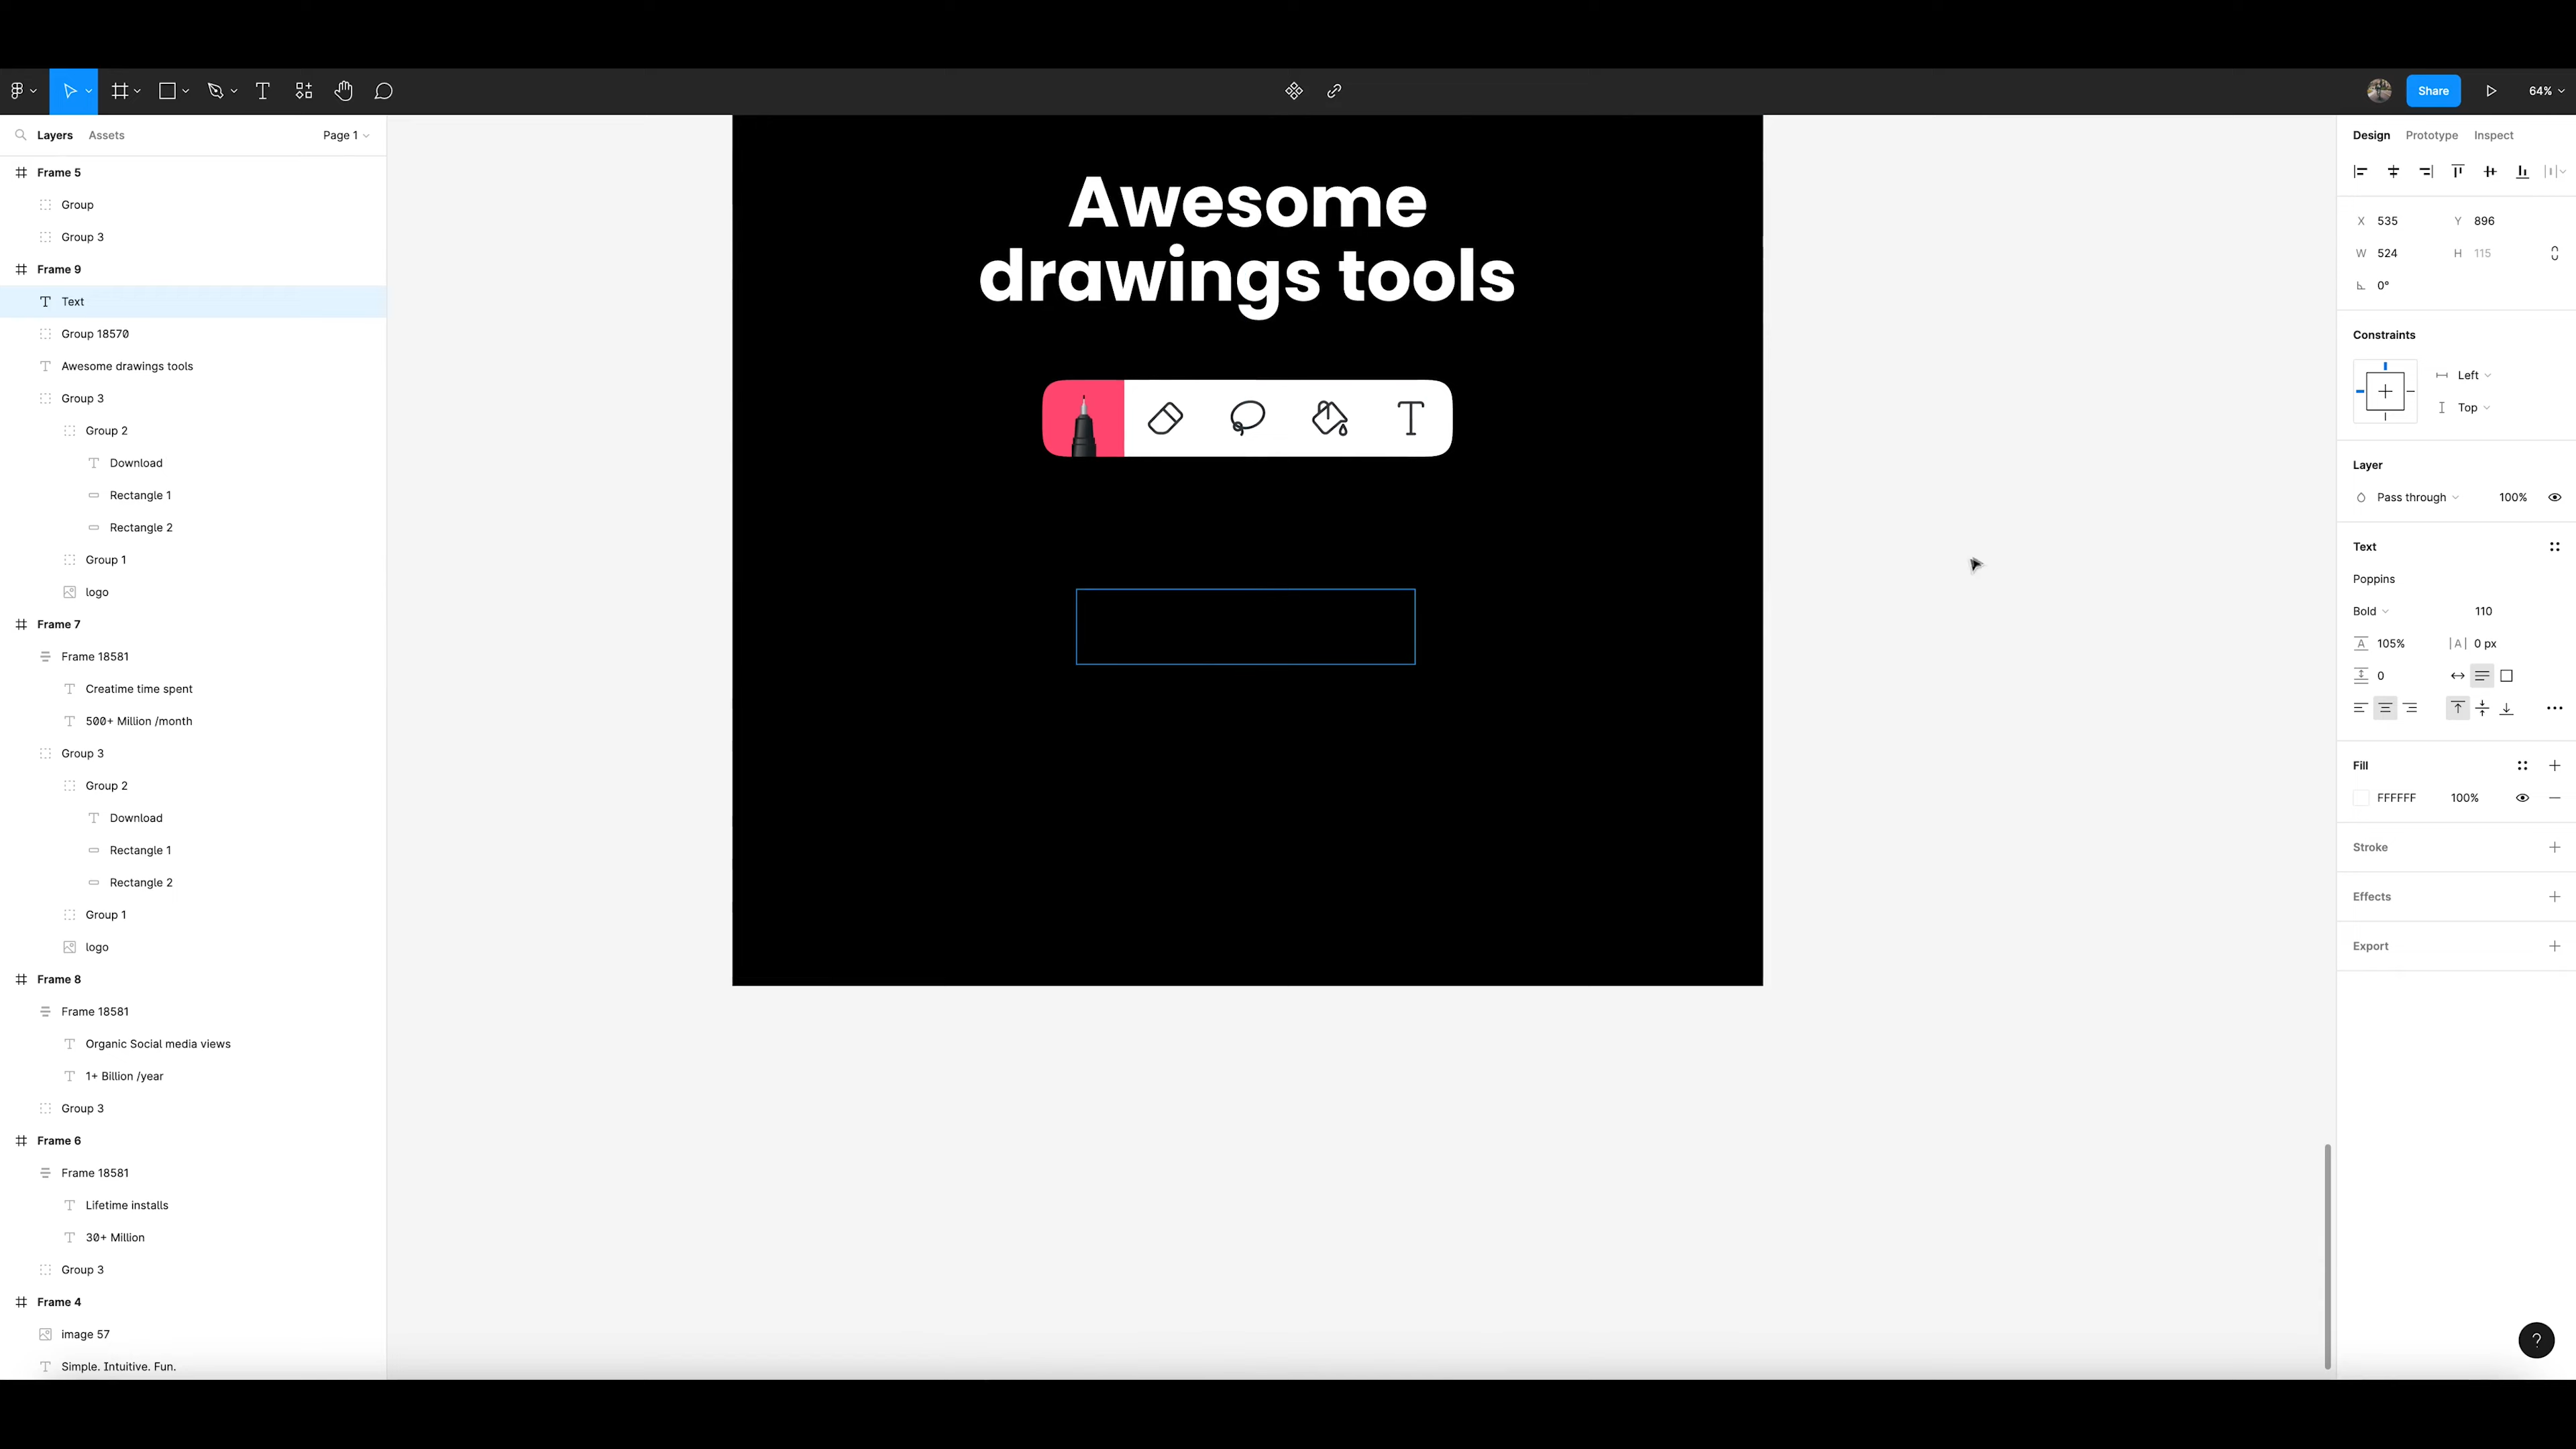 Share
64%
Layers
Assets
Page 1
Design
Prototype
Inspect
Frame 5
Group
Group 3
Frame 9
Text
Group 18570
Awesome drawings tools
Group 3
Group 2
Download
Rectangle 1
Rectangle 2
Group 1
logo
Frame 7
Frame 18581
Creatime time spent
500+ Million /month
Group 3
Group 2
Download
Rectangle 1
Rectangle 2
Group 1
logo
Frame 8
Frame 18581
Organic Social media views
1+ Billion /year
Group 3
Frame 6
Frame 18581
Lifetime installs
30+ Million
Group 3
Frame 4
image 57
Simple. Intuitive. Fun.
Awesome
drawings tools
X 535 Y 896
W 524 H 115
0°
Constraints
Left
Top
Layer
Pass through 100%
Text
Poppins
Bold 110
105% 0 px
0
Fill
FFFFFF 100%
Stroke
Effects
Export
?